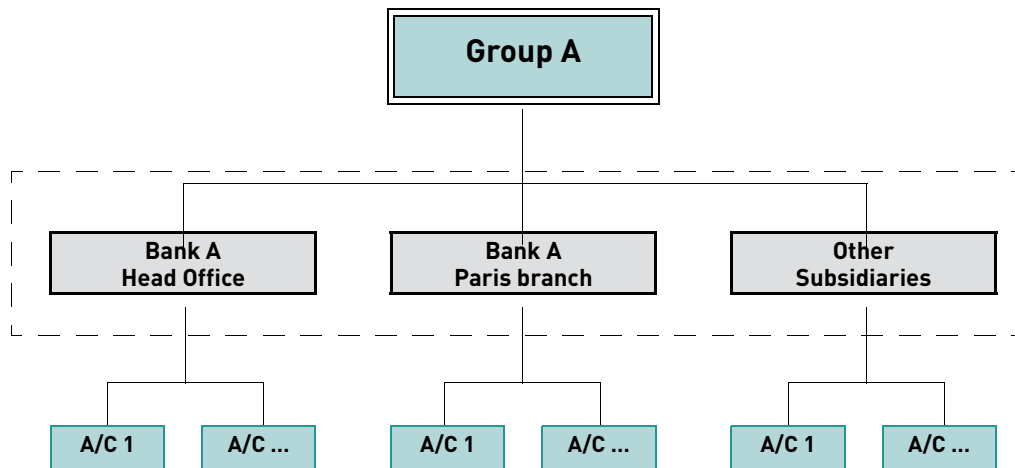 Group A
Bank A
Head Office
Bank A
Paris branch
Other
Subsidiaries
A/C 1
A/C ...
A/C 1
A/C ...
A/C 1
A/C ...